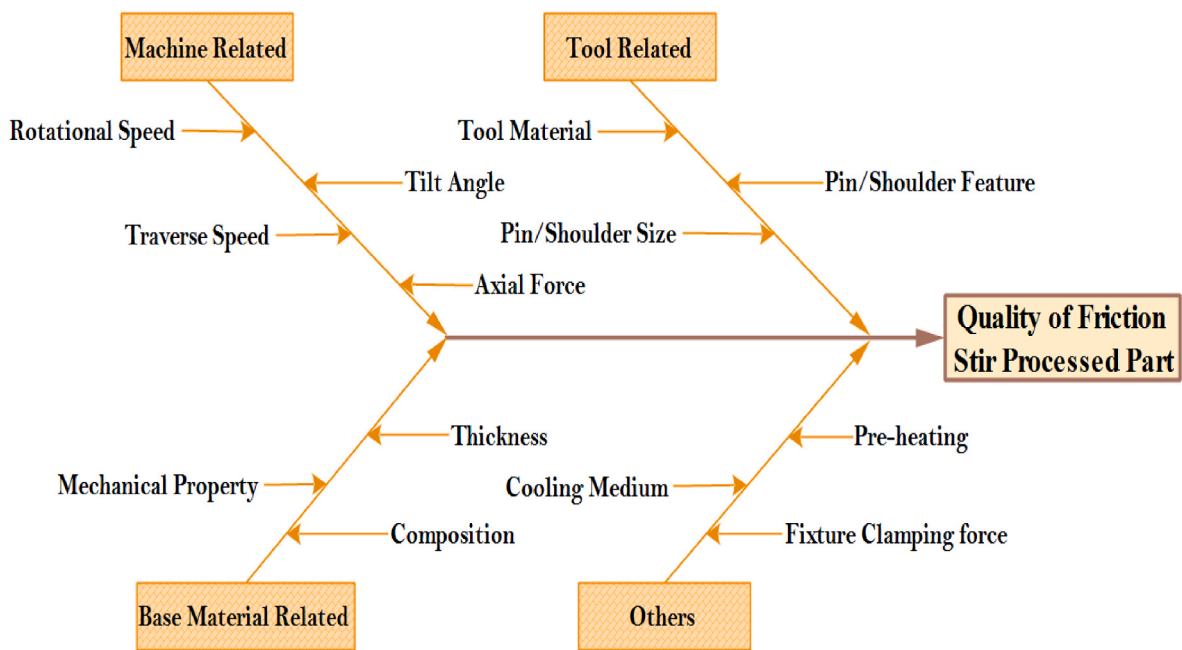 Machine Related
Tool Related
Rotational Speed
Tool Material
Tilt Angle
Pin/Shoulder Feature
Traverse Speed
Pin/Shoulder Size
Axial Force
Quality of Friction
Stir Processed Part
Thickness
Pre-heating
Mechanical Property
Cooling Medium
Composition
Fixture Clamping force
Base Material Related
Others